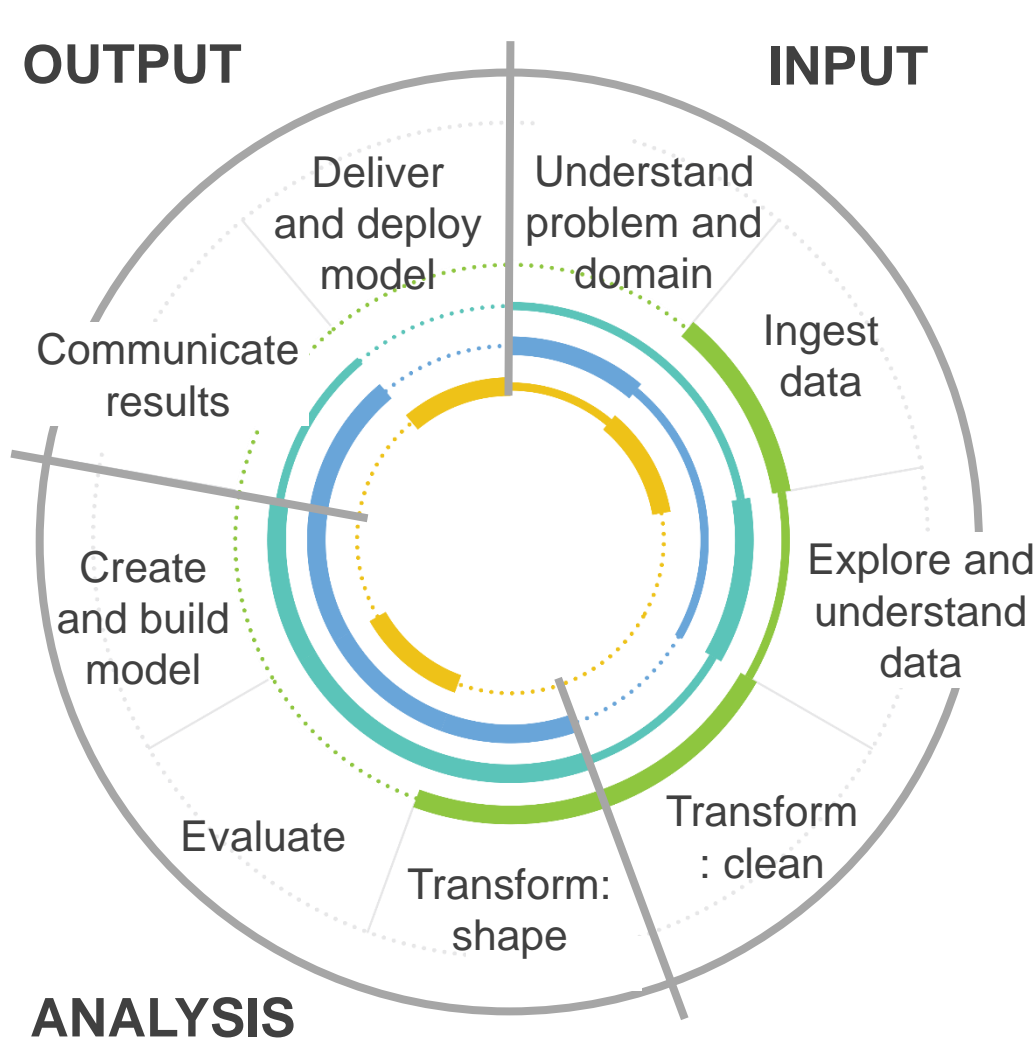 OUTPUT
INPUT
Deliver
and deploy
model
Understand
problem and
domain
Ingest
data
Communicate
results
Explore and
understand
data
Create
and build
model
Transform
: clean
Evaluate
Transform:
shape
ANALYSIS